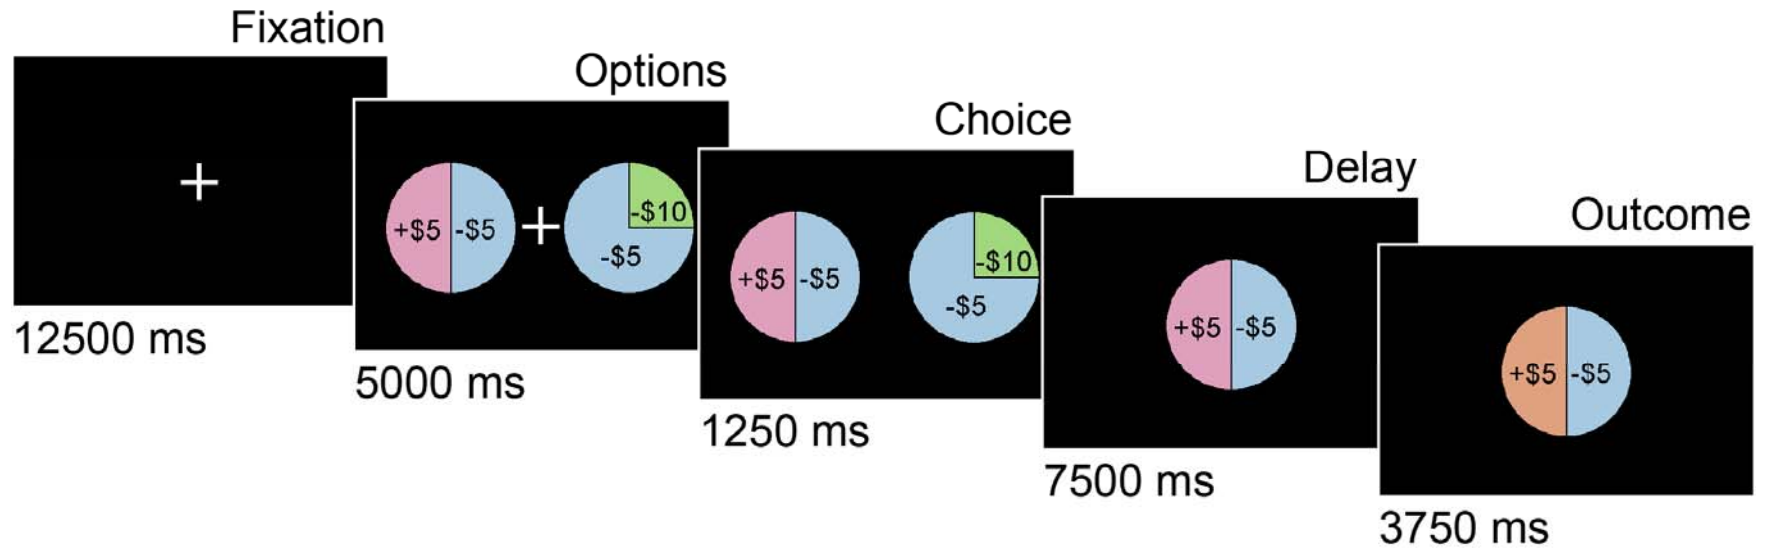 Fixation
12500 ms
Options
+$5 -$5
-$10
-$5
5000 ms
Choice
+$5 -$5
-$10
-$5
1250 ms
Delay
+$5 -$5
7500 ms
Outcome
+$5 -$5
3750 ms